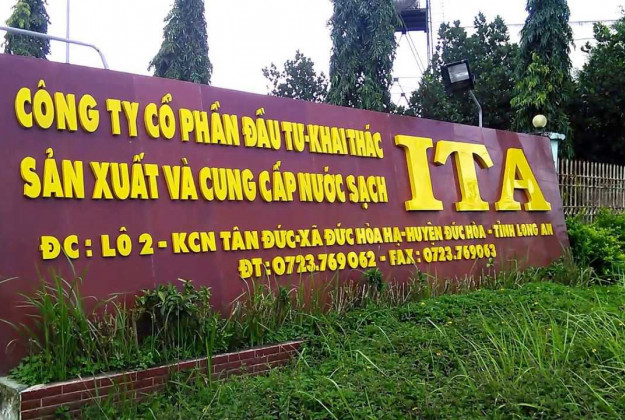 CÔNG TY CỔ PHẦN ĐẦU TƯ-KHAI THÁC
SẢN XUẤT VÀ CUNG CẤP NƯỚC SẠCH
ITA
ĐC : LÔ 2 - KCN TÂN ĐỨC-XÃ ĐỨC HÒA HẠ-HUYỆN ĐỨC HÒA - TỈNH LONG AN
ĐT : 0723.769062 - FAX : 0723.769063